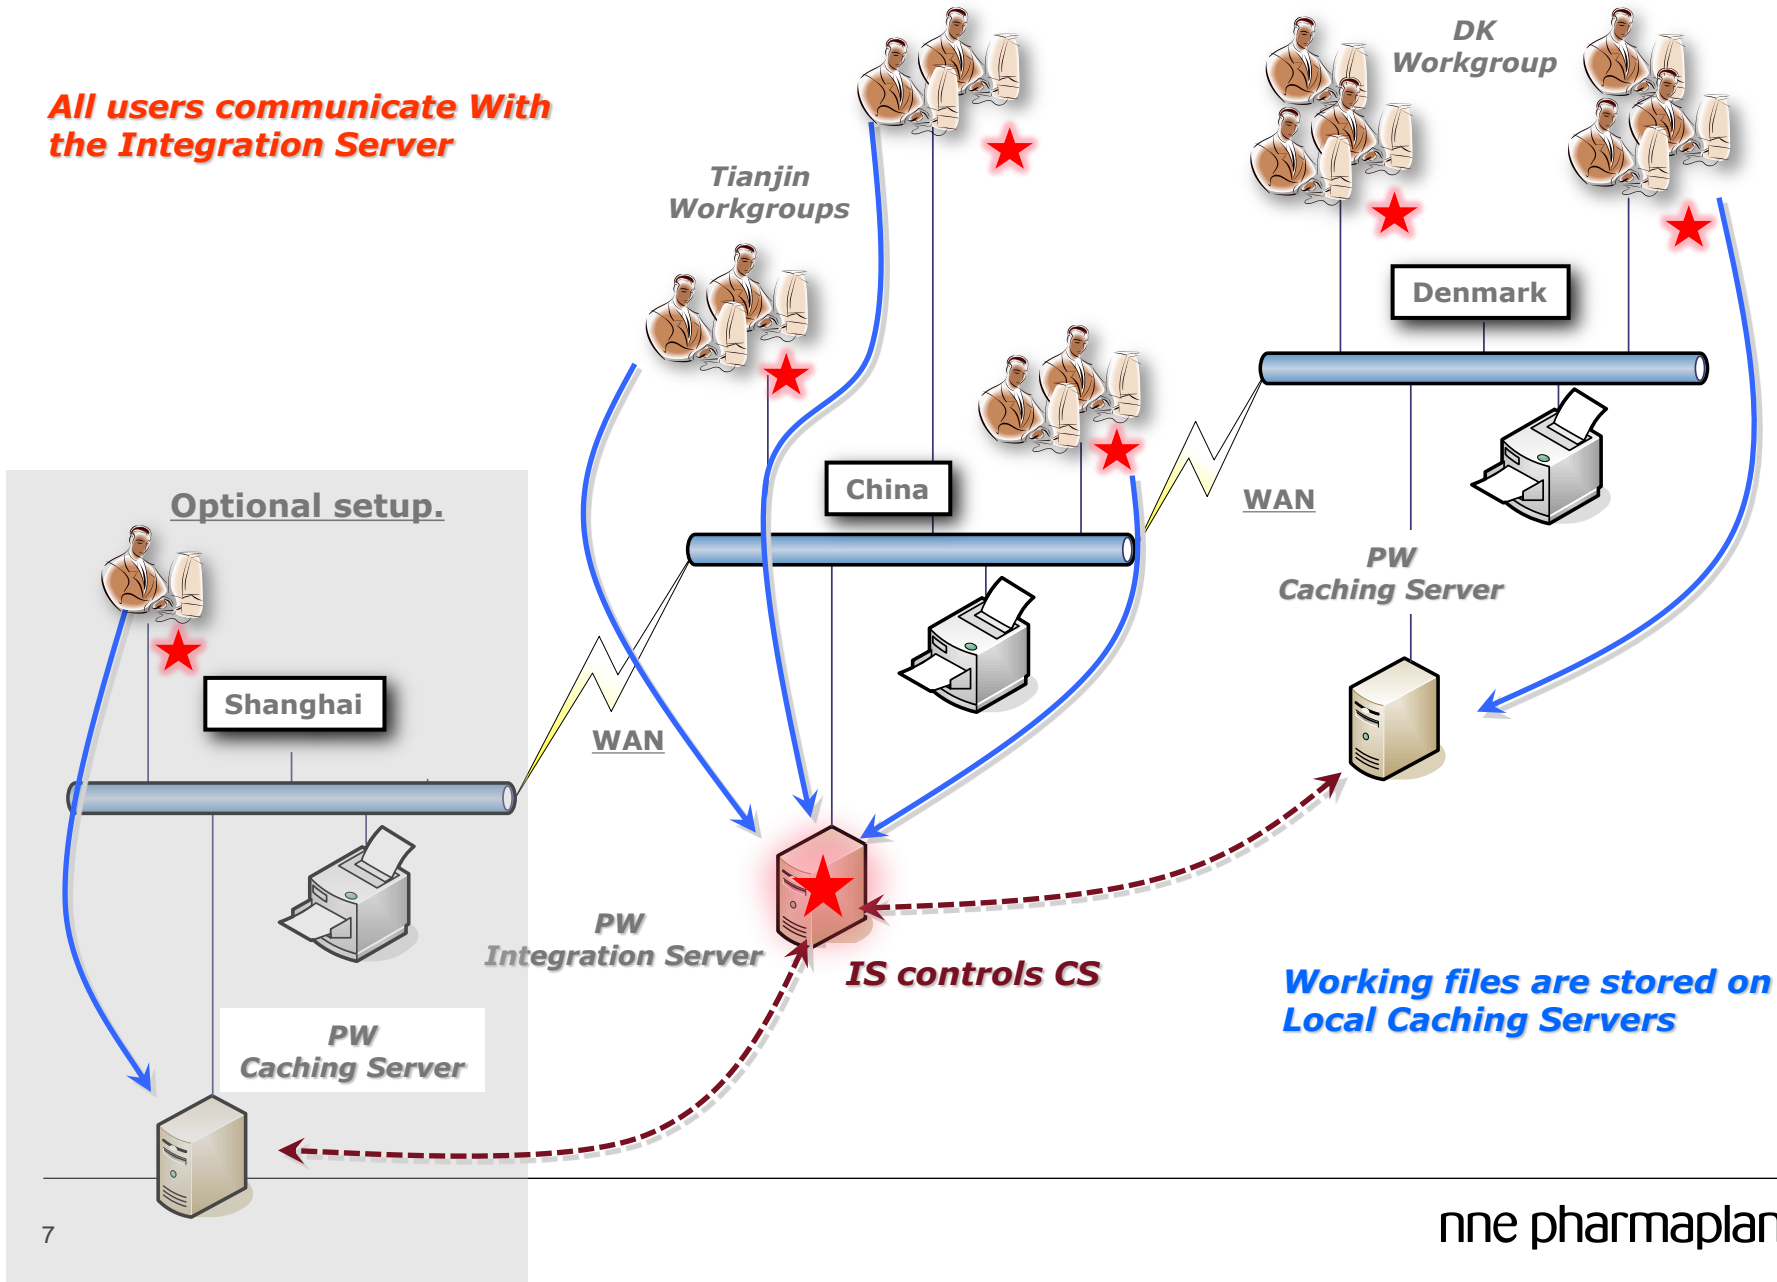 DK
Workgroup
All users communicate With
the Integration Server
Tianjin
Workgroups
Denmark
China
WAN
Optional setup.
PW
Caching Server
Shanghai
WAN
PW
Integration Server
IS controls CS
Working files are stored on
Local Caching Servers
PW
Caching Server
7
nne pharmaplan